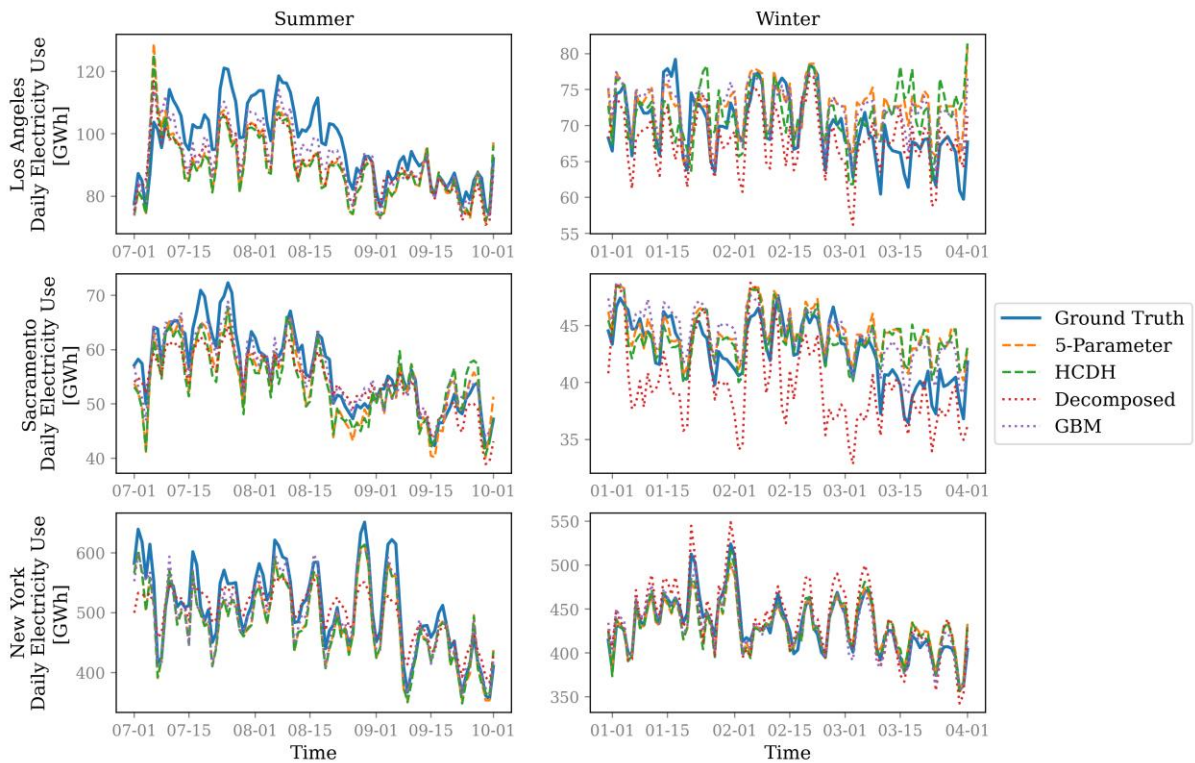 Summer
Winter
Los Angeles
Daily Electricity Use
[GWh]
120
100
80
07-01 07-15 08-01 08-15 09-01 09-15 10-01
80
75
70
65
60
55
01-01 01-15 02-01 02-15 03-01 03-15 04-01
Sacramento
Daily Electricity Use
[GWh]
70
60
50
40
07-01 07-15 08-01 08-15 09-01 09-15 10-01
45
40
35
01-01 01-15 02-01 02-15 03-01 03-15 04-01
Ground Truth
5-Parameter
HCDH
Decomposed
GBM
New York
Daily Electricity Use
[GWh]
600
500
400
07-01 07-15 08-01 08-15 09-01 09-15 10-01
Time
550
500
450
400
350
01-01 01-15 02-01 02-15 03-01 03-15 04-01
Time